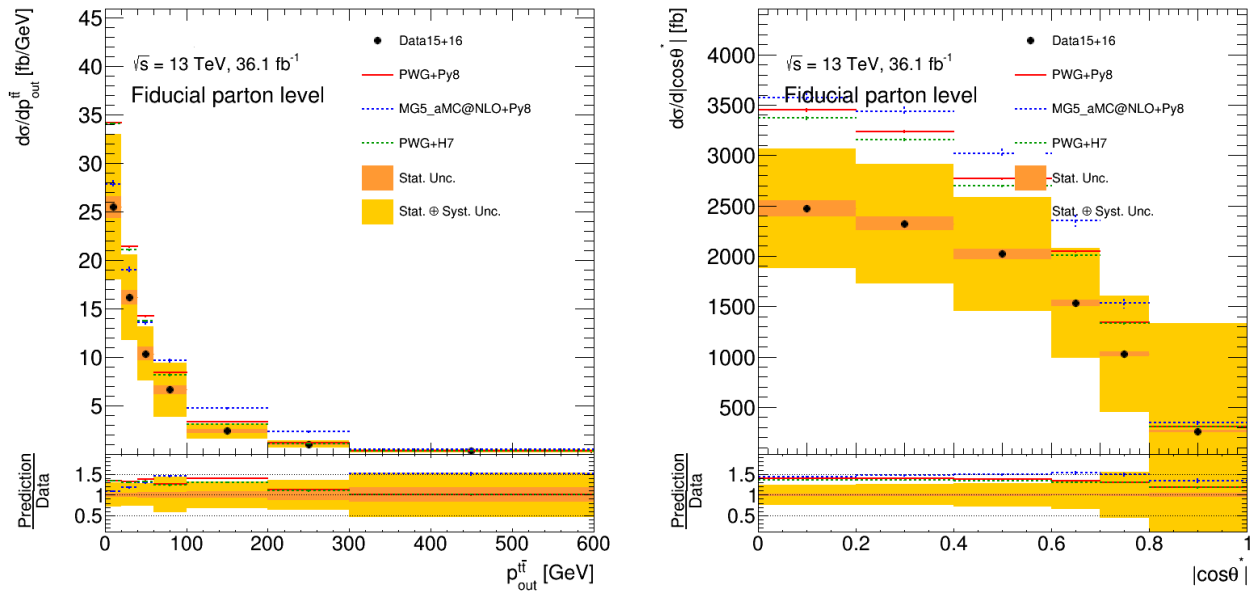 dσ/dp_out^tt̄ [fb/GeV]
45
40
35
30
25
20
15
10
5
√s = 13 TeV, 36.1 fb⁻¹
Fiducial parton level
Data15+16
PWG+Py8
MG5_aMC@NLO+Py8
PWG+H7
Stat. Unc.
Stat. ⊕ Syst. Unc.
Prediction
Data
1.5
1
0.5
0 100 200 300 400 500 600
p_out^tt̄ [GeV]
dσ/d|cosθ*| [fb]
4000
3500
3000
2500
2000
1500
1000
500
√s = 13 TeV, 36.1 fb⁻¹
Fiducial parton level
Data15+16
PWG+Py8
MG5_aMC@NLO+Py8
PWG+H7
Stat. Unc.
Stat. ⊕ Syst. Unc.
Prediction
Data
1.5
1
0.5
0 0.2 0.4 0.6 0.8 1
|cosθ*|